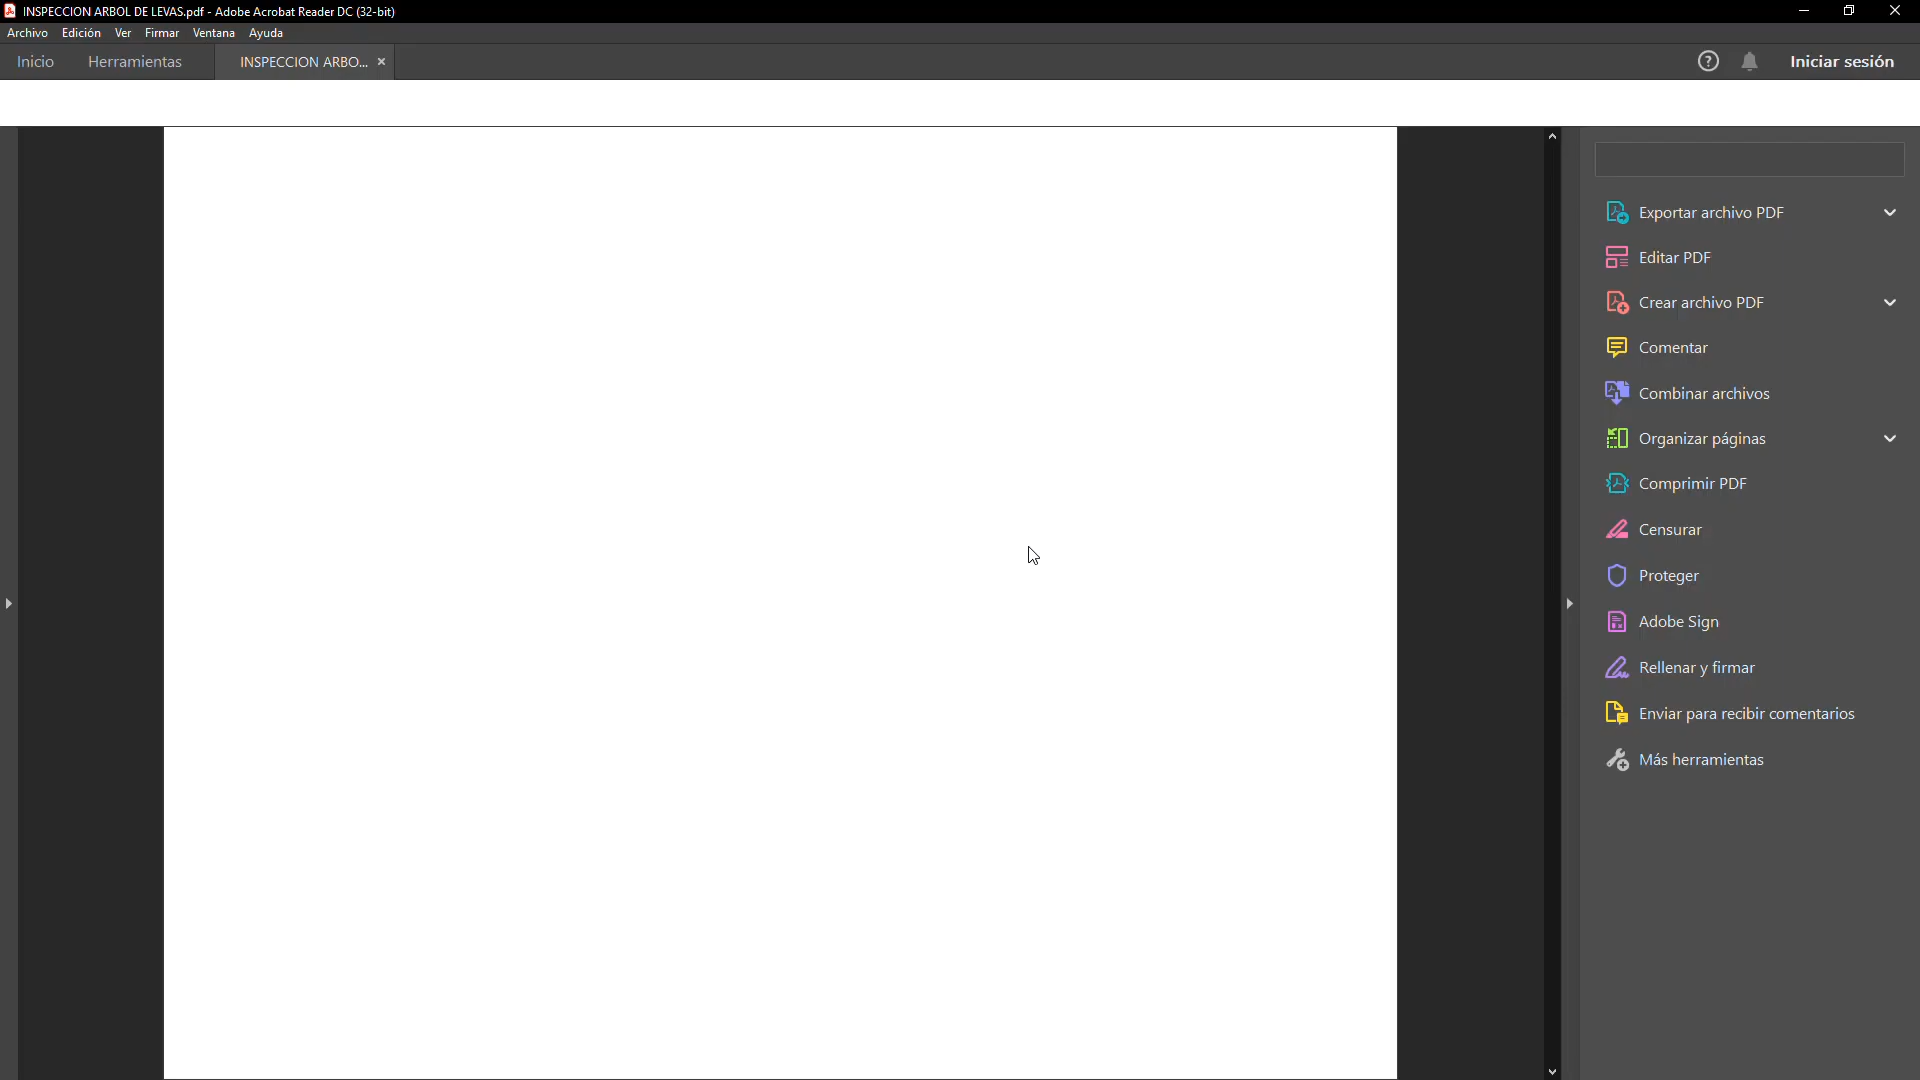 INSPECCION ARBOL DE LEVAS.pdf - Adobe Acrobat Reader DC (32-bit)
Archivo Edición Ver Firmar Ventana Ayuda
Inicio Herramientas INSPECCION ARBO... Iniciar sesión
Exportar archivo PDF
Editar PDF
Crear archivo PDF
Comentar
Combinar archivos
Organizar páginas
Comprimir PDF
Censurar
Proteger
Adobe Sign
Rellenar y firmar
Enviar para recibir comentarios
Más herramientas